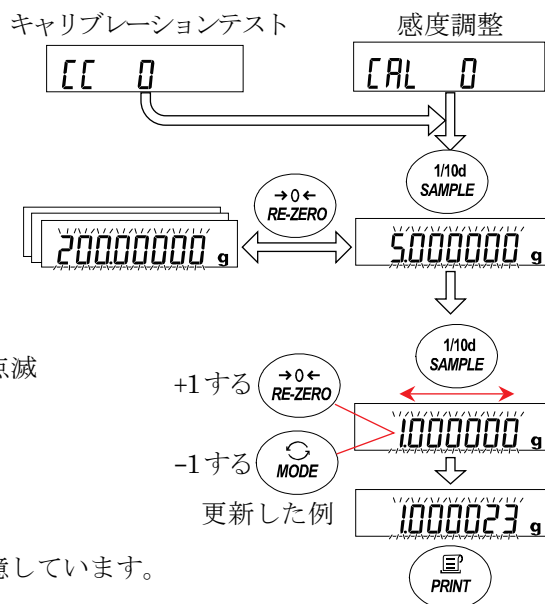 キャリブレーションテスト
感度調整
CC 0
CAL 0
1/10d
SAMPLE
→0←
RE-ZERO
200.00000 g
5.000000 g
点滅
1/10d
SAMPLE
+1する
→0←
RE-ZERO
1.000000 g
-1する
MODE
更新した例
1.000023 g
憶しています。
PRINT